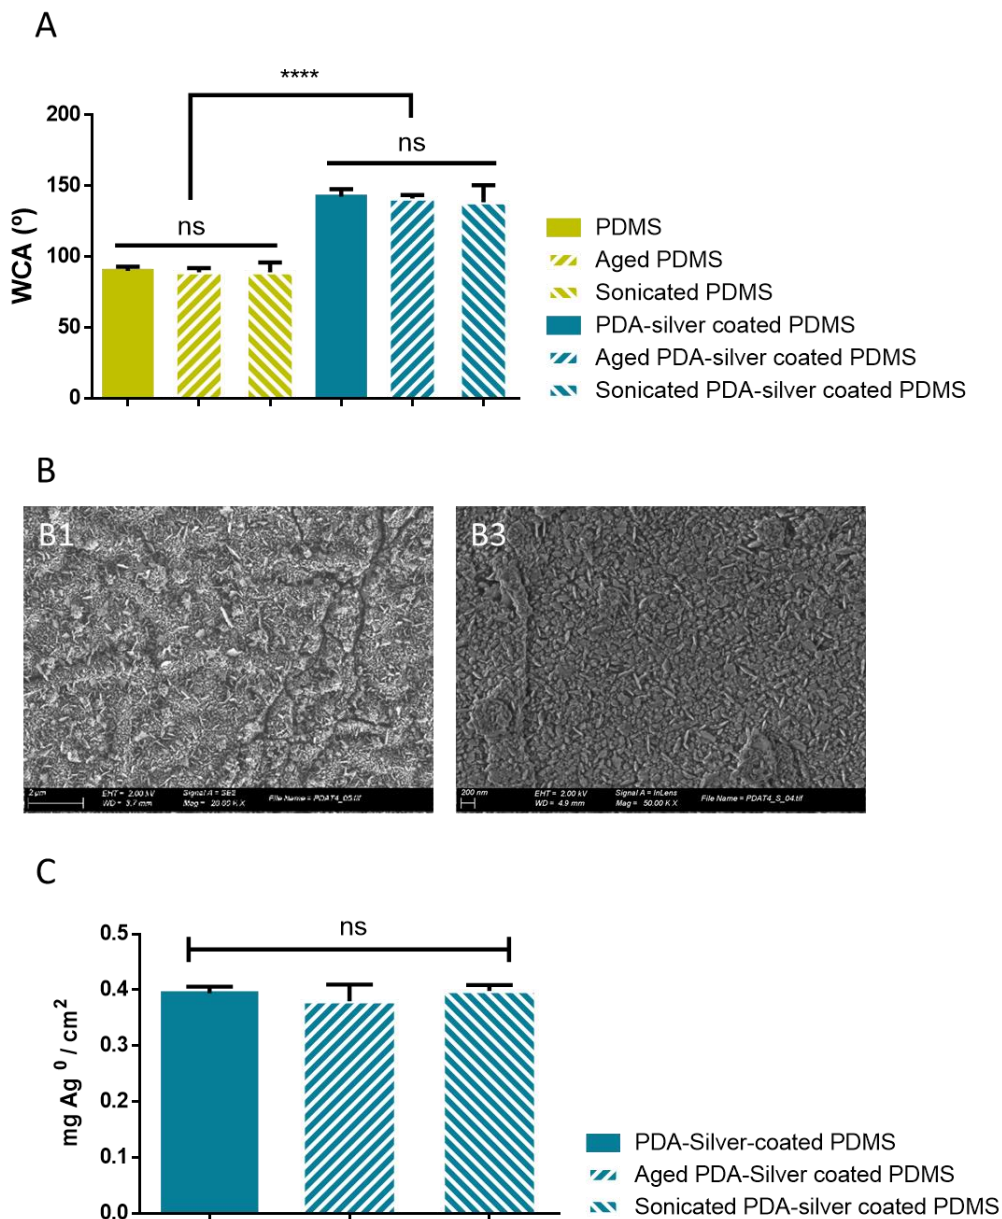 A
****
200
ns
150
ns
100
50
0
WCA (º)
PDMS
Aged PDMS
Sonicated PDMS
PDA-silver coated PDMS
Aged PDA-silver coated PDMS
Sonicated PDA-silver coated PDMS
B
B1
B3
2 µm
EHT = 2.00 kV
WD = 3.7 mm
Signal A = SE2
File Name = PDAT4_05.tif
200 nm
EHT = 2.00 kV
WD = 4.9 mm
Signal A = InLens
Mag = 50.00 K X
File Name = PDAT4_S_04.tif
C
0.5
ns
0.4
0.3
0.2
0.1
0.0
mg Ag ⁰ / cm²
PDA-Silver-coated PDMS
Aged PDA-Silver coated PDMS
Sonicated PDA-silver coated PDMS